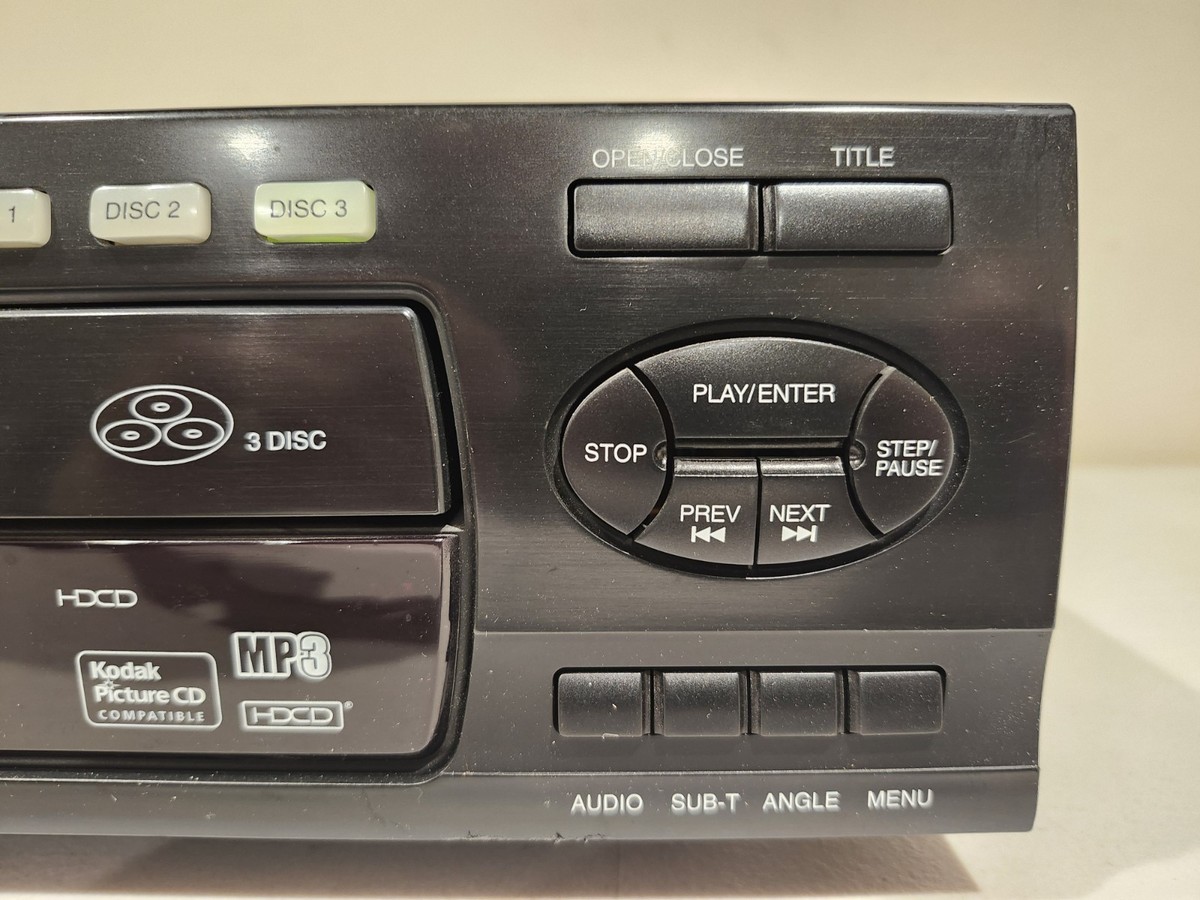 OPEN/CLOSE TITLE
1 DISC 2 DISC 3
PLAY/ENTER
3 DISC
STOP
STEP/
PAUSE
PREV NEXT
HDCD
MP3
Kodak
Picture CD
COMPATIBLE
HDCD®
AUDIO SUB-T ANGLE MENU